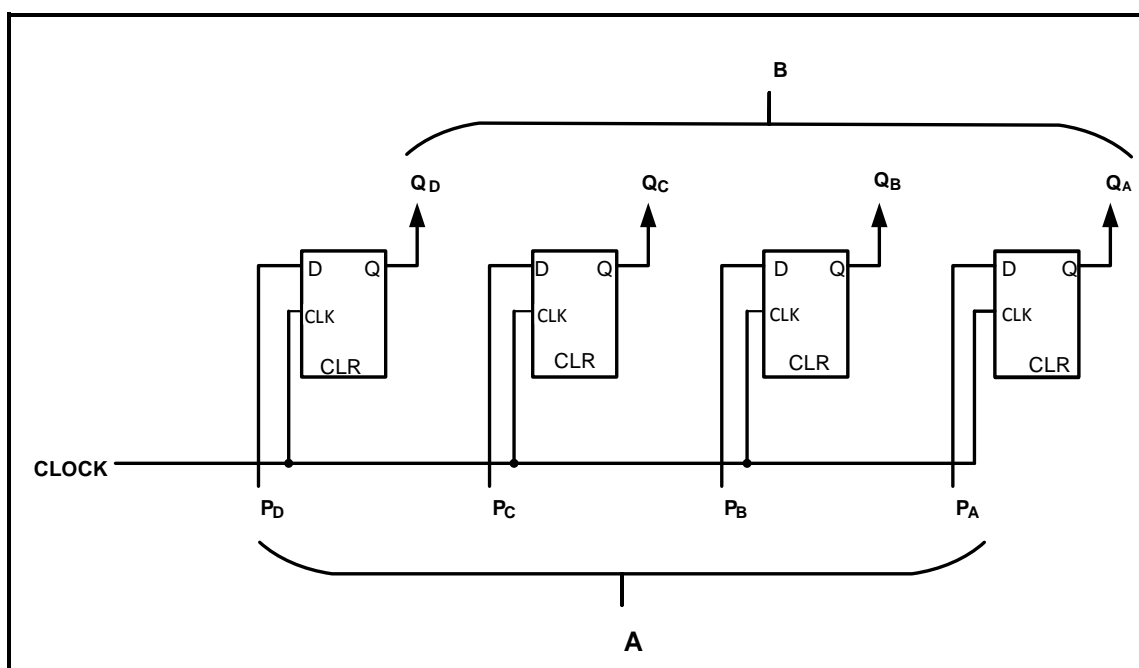 B
QD QC QB QA
D Q D Q D Q D Q
CLK CLK CLK CLK
CLR CLR CLR CLR
CLOCK
PD PC PB PA
A